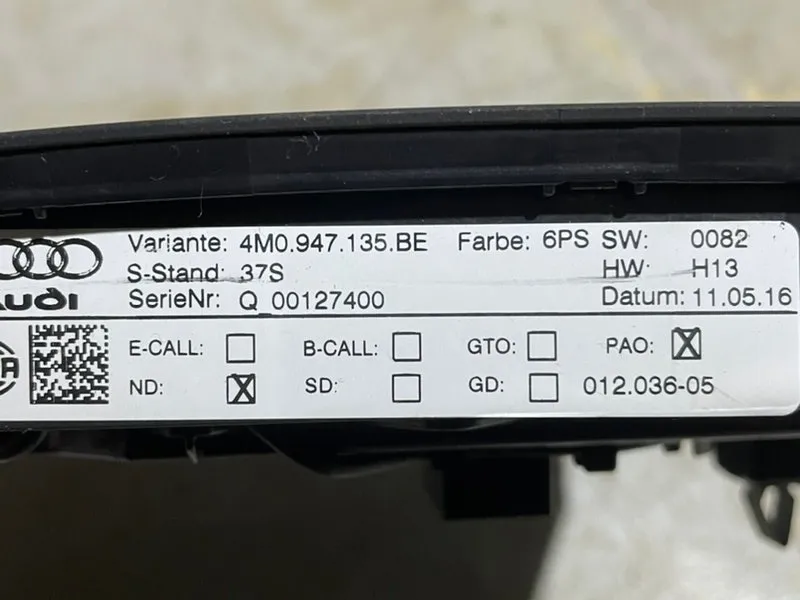 Variante: 4M0.947.135.BE Farbe: 6PS SW: 0082
S-Stand: 37S HW: H13
AUDI SerieNr: Q 00127400 Datum: 11.05.16
E-CALL: B-CALL: GTO: PAO: X
ND: X SD: GD: 012.036-05